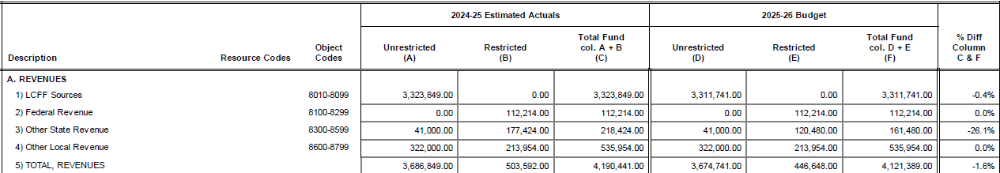 2024-25 Estimated Actuals 2025-26 Budget
Description Resource Codes Object Codes Unrestricted (A) Restricted (B) Total Fund col. A + B (C) Unrestricted (D) Restricted (E) Total Fund col. D + E (F) % Diff Column C & F
A. REVENUES
1) LCFF Sources 8010-8099 3,323,849.00 0.00 3,323,849.00 3,311,741.00 0.00 3,311,741.00 -0.4%
2) Federal Revenue 8100-8299 0.00 112,214.00 112,214.00 0.00 112,214.00 112,214.00 0.0%
3) Other State Revenue 8300-8599 41,000.00 177,424.00 218,424.00 41,000.00 120,480.00 161,480.00 -26.1%
4) Other Local Revenue 8600-8799 322,000.00 213,954.00 535,954.00 322,000.00 213,954.00 535,954.00 0.0%
5) TOTAL, REVENUES 3,686,849.00 503,592.00 4,190,441.00 3,674,741.00 446,648.00 4,121,389.00 -1.6%